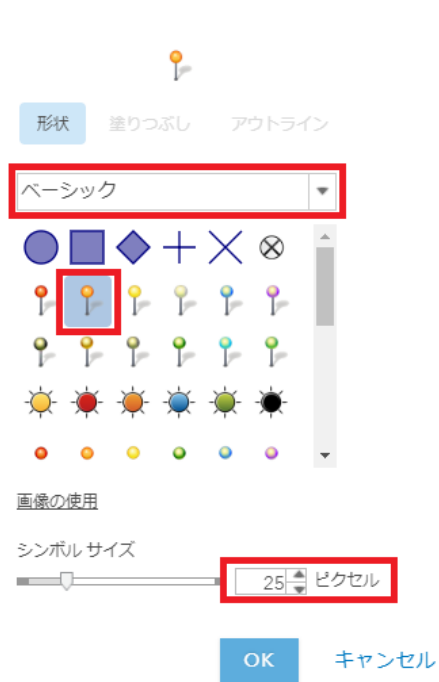 形状 塗りつぶし アウトライン
ベーシック
画像の使用
シンボル サイズ
25 ピクセル
OK キャンセル